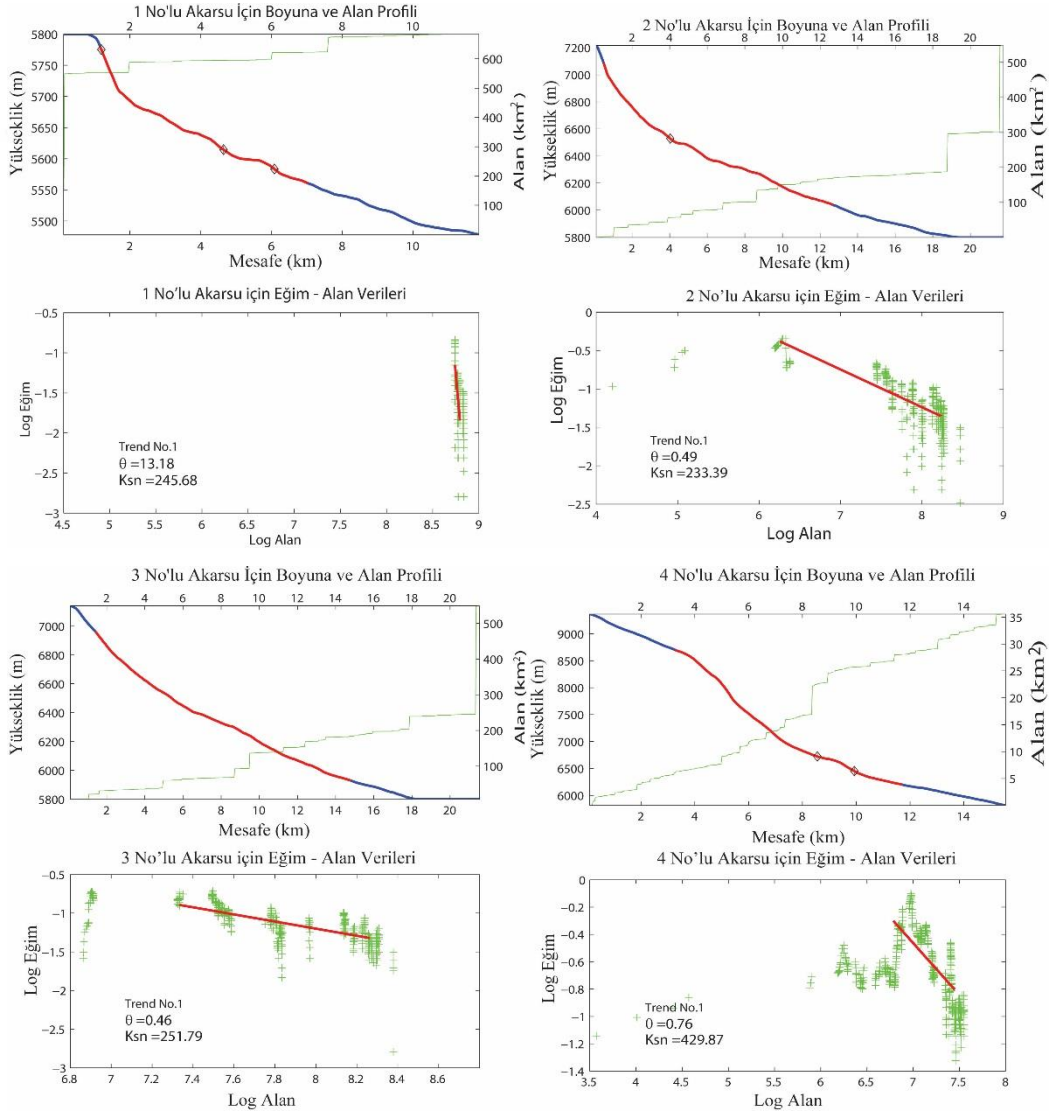 1 No'lu Akarsu İçin Boyuna ve Alan Profili
2 4 6 8 10
5800
5750
5700
5650
5600
5550
5500
600
500
400
300
200
100
Yükseklik (m)
Alan (km²)
2 4 6 8 10
Mesafe (km)
2 No'lu Akarsu İçin Boyuna ve Alan Profili
2 4 6 8 10 12 14 16 18 20
7200
7000
6800
6600
6400
6200
6000
5800
500
400
300
200
100
Yükseklik (m)
Alan (km²)
2 4 6 8 10 12 14 16 18 20
Mesafe (km)
1 No'lu Akarsu için Eğim - Alan Verileri
−0.5
−1
−1.5
−2
−2.5
−3
Log Eğim
Trend No.1
θ =13.18
Ksn =245.68
4.5 5 5.5 6 6.5 7 7.5 8 8.5 9
Log Alan
2 No'lu Akarsu için Eğim - Alan Verileri
0
−0.5
−1
−1.5
−2
−2.5
Log Eğim
Trend No.1
θ =0.49
Ksn =233.39
4 5 6 7 8 9
Log Alan
3 No'lu Akarsu İçin Boyuna ve Alan Profili
2 4 6 8 10 12 14 16 18 20
7000
6800
6600
6400
6200
6000
5800
500
400
300
200
100
Yükseklik (m)
Alan (km²)
2 4 6 8 10 12 14 16 18 20
Mesafe (km)
4 No'lu Akarsu İçin Boyuna ve Alan Profili
2 4 6 8 10 12 14
9000
8500
8000
7500
7000
6500
6000
35
30
25
20
15
10
5
Yükseklik (m)
Alan (km2)
2 4 6 8 10 12 14
Mesafe (km)
3 No'lu Akarsu için Eğim - Alan Verileri
−0.5
−1
−1.5
−2
−2.5
−3
Log Eğim
Trend No.1
θ =0.46
Ksn =251.79
6.8 7 7.2 7.4 7.6 7.8 8 8.2 8.4 8.6
Log Alan
4 No'lu Akarsu için Eğim - Alan Verileri
0
−0.2
−0.4
−0.6
−0.8
−1
−1.2
−1.4
Log Eğim
Trend No.1
θ =0.76
Ksn =429.87
3.5 4 4.5 5 5.5 6 6.5 7 7.5 8
Log Alan